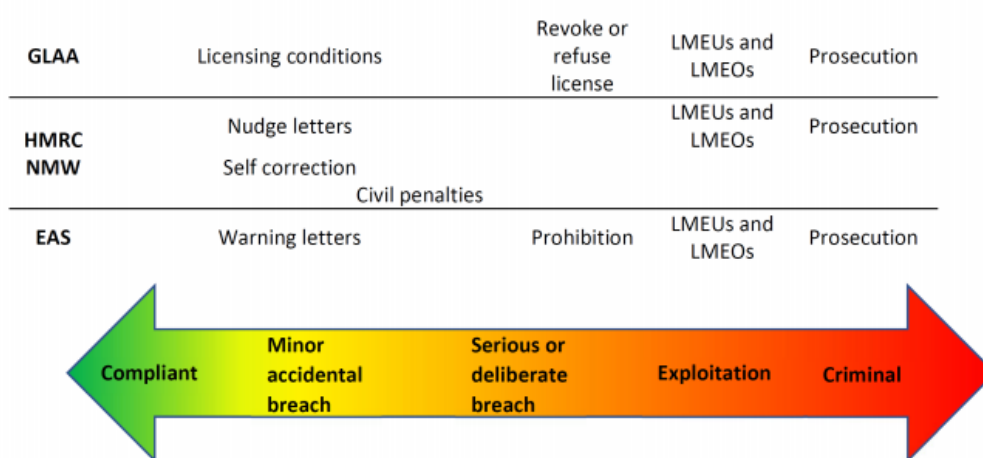 GLAA
Licensing conditions
Revoke or
refuse
license
LMEUs and
LMEOs
Prosecution
HMRC
NMW
Nudge letters
Self correction
Civil penalties
LMEUs and
LMEOs
Prosecution
EAS
Warning letters
Prohibition
LMEUs and
LMEOs
Prosecution
Compliant
Minor
accidental
breach
Serious or
deliberate
breach
Exploitation
Criminal